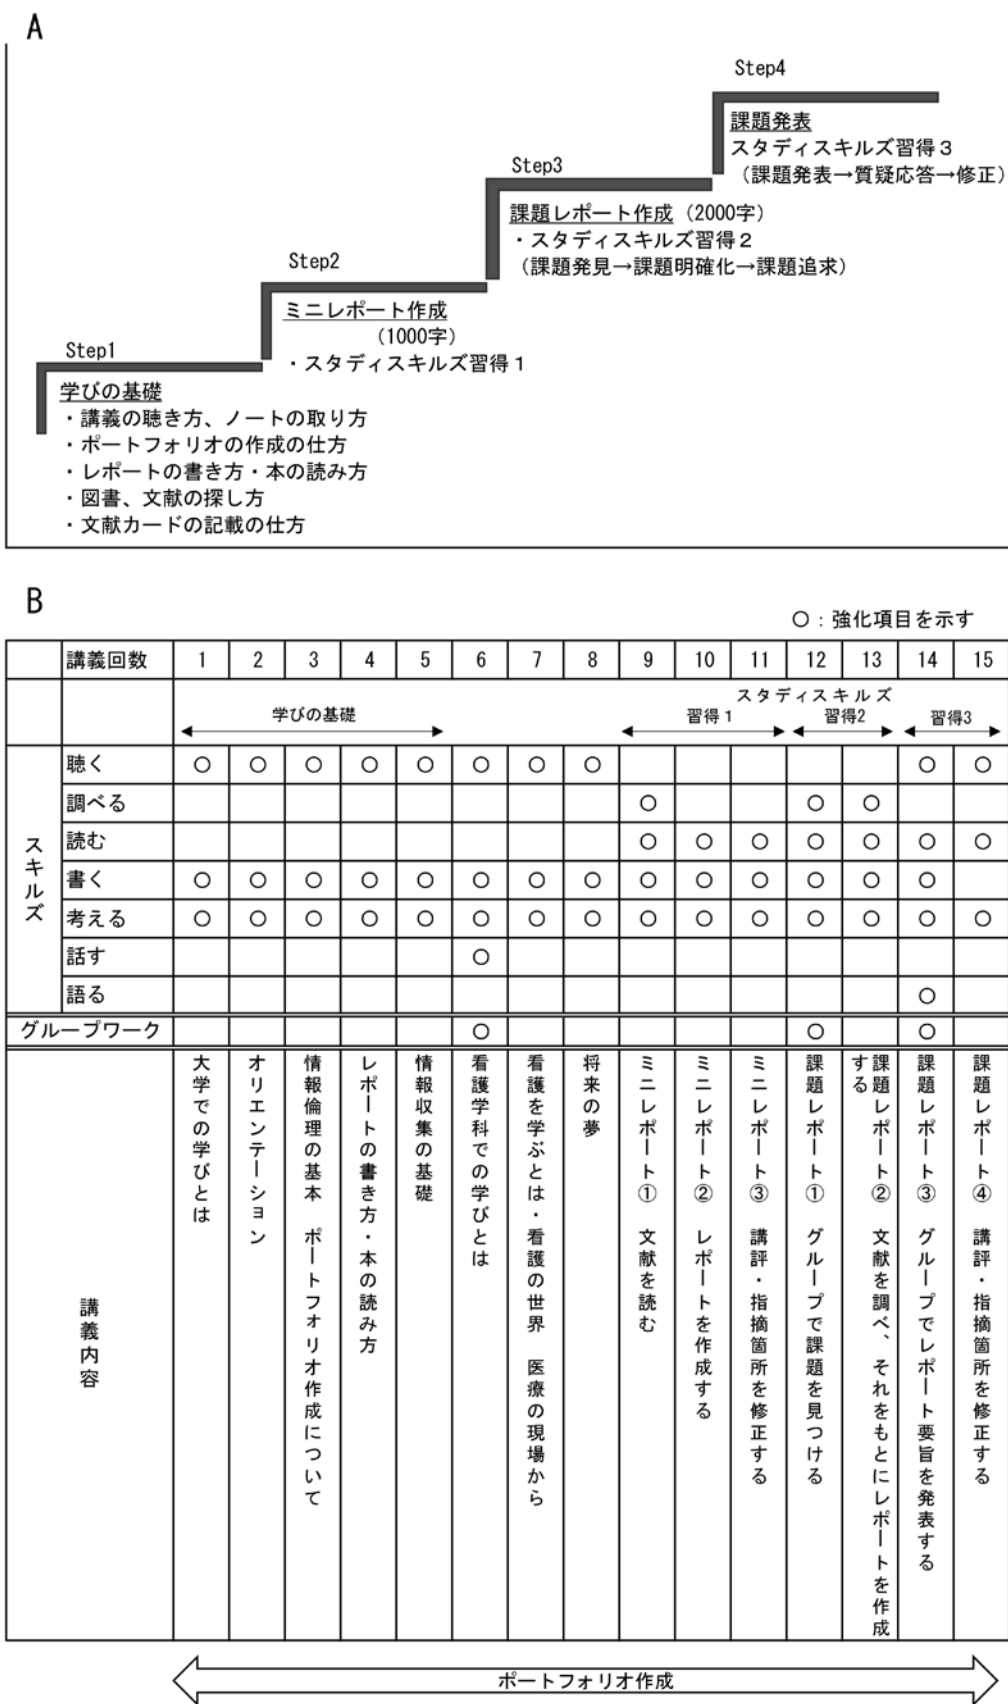 A
Step4
課題発表
スタディスキルズ習得3
（課題発表→質疑応答→修正）
Step3
課題レポート作成（2000字）
・スタディスキルズ習得2
（課題発見→課題明確化→課題追求）
Step2
ミニレポート作成
（1000字）
・スタディスキルズ習得1
Step1
学びの基礎
・講義の聴き方、ノートの取り方
・ポートフォリオの作成の仕方
・レポートの書き方・本の読み方
・図書、文献の探し方
・文献カードの記載の仕方
B
○：強化項目を示す
講義回数 1 2 3 4 5 6 7 8 9 10 11 12 13 14 15
スタディスキルズ
学びの基礎 習得1 習得2 習得3
スキルズ
聴く ○ ○ ○ ○ ○ ○ ○ ○ ○ ○
調べる ○ ○ ○
読む ○ ○ ○ ○ ○ ○ ○
書く ○ ○ ○ ○ ○ ○ ○ ○ ○ ○ ○ ○ ○ ○
考える ○ ○ ○ ○ ○ ○ ○ ○ ○ ○ ○ ○ ○ ○ ○
話す ○
語る ○
グループワーク ○ ○ ○
講義内容
大学での学びとは
オリエンテーション
情報倫理の基本 ポートフォリオ作成について
レポートの書き方・本の読み方
情報収集の基礎
看護学科での学びとは
看護を学ぶとは・看護の世界 医療の現場から
将来の夢
ミニレポート① 文献を読む
ミニレポート② レポートを作成する
ミニレポート③ 講評・指摘箇所を修正する
課題レポート① グループで課題を見つける
課題レポート② 文献を調べ、それをもとにレポートを作成
する
課題レポート③ グループでレポート要旨を発表する
課題レポート④ 講評・指摘箇所を修正する
ポートフォリオ作成